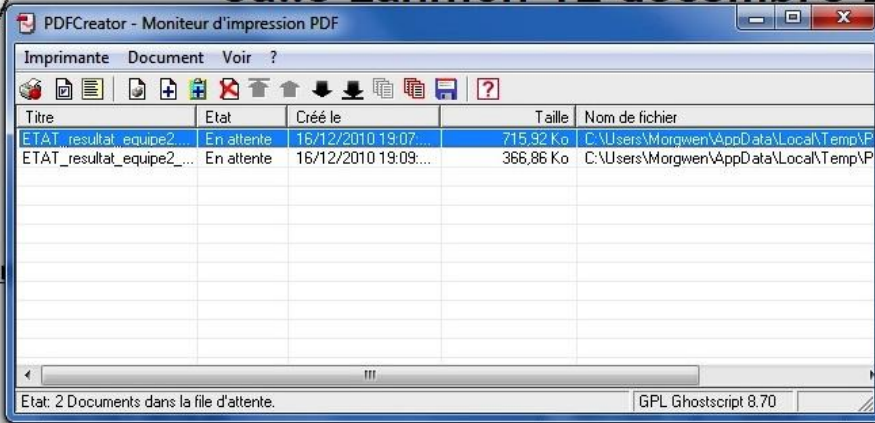 PDFCreator - Moniteur d'impression PDF
Imprimante Document Voir ?
Titre Etat Créé le Taille Nom de fichier
ETAT_resultat_equipe2.... En attente 16/12/2010 19:07:... 715,92 Ko C:\Users\Morgwen\AppData\Local\Temp\P
ETAT_resultat_equipe2_... En attente 16/12/2010 19:09:... 366,86 Ko C:\Users\Morgwen\AppData\Local\Temp\P
Etat: 2 Documents dans la file d'attente. GPL Ghostscript 8.70